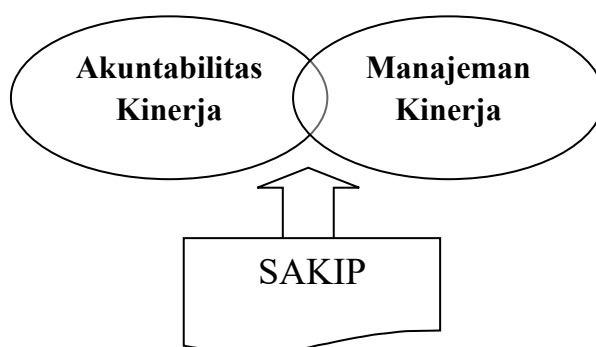 Akuntabilitas
Kinerja
Manajeman
Kinerja
SAKIP